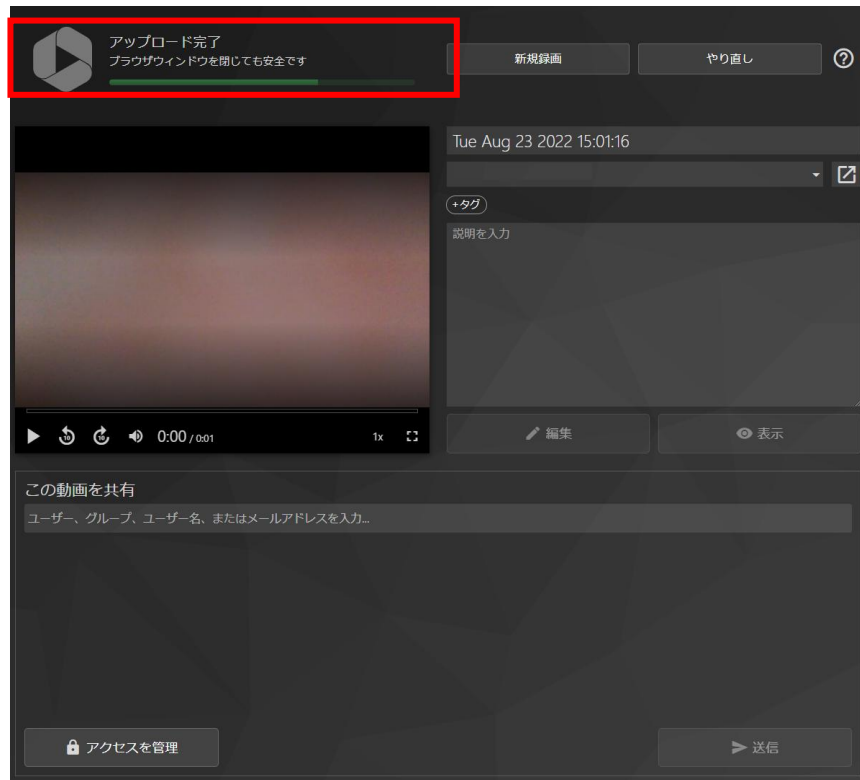 アップロード完了
ブラウザウィンドウを閉じても安全です
新規録画
やり直し
Tue Aug 23 2022 15:01:16
+タグ
説明を入力
10 10 0:00 / 0:01 1x
編集
表示
この動画を共有
ユーザー、グループ、ユーザー名、またはメールアドレスを入力...
アクセスを管理
送信